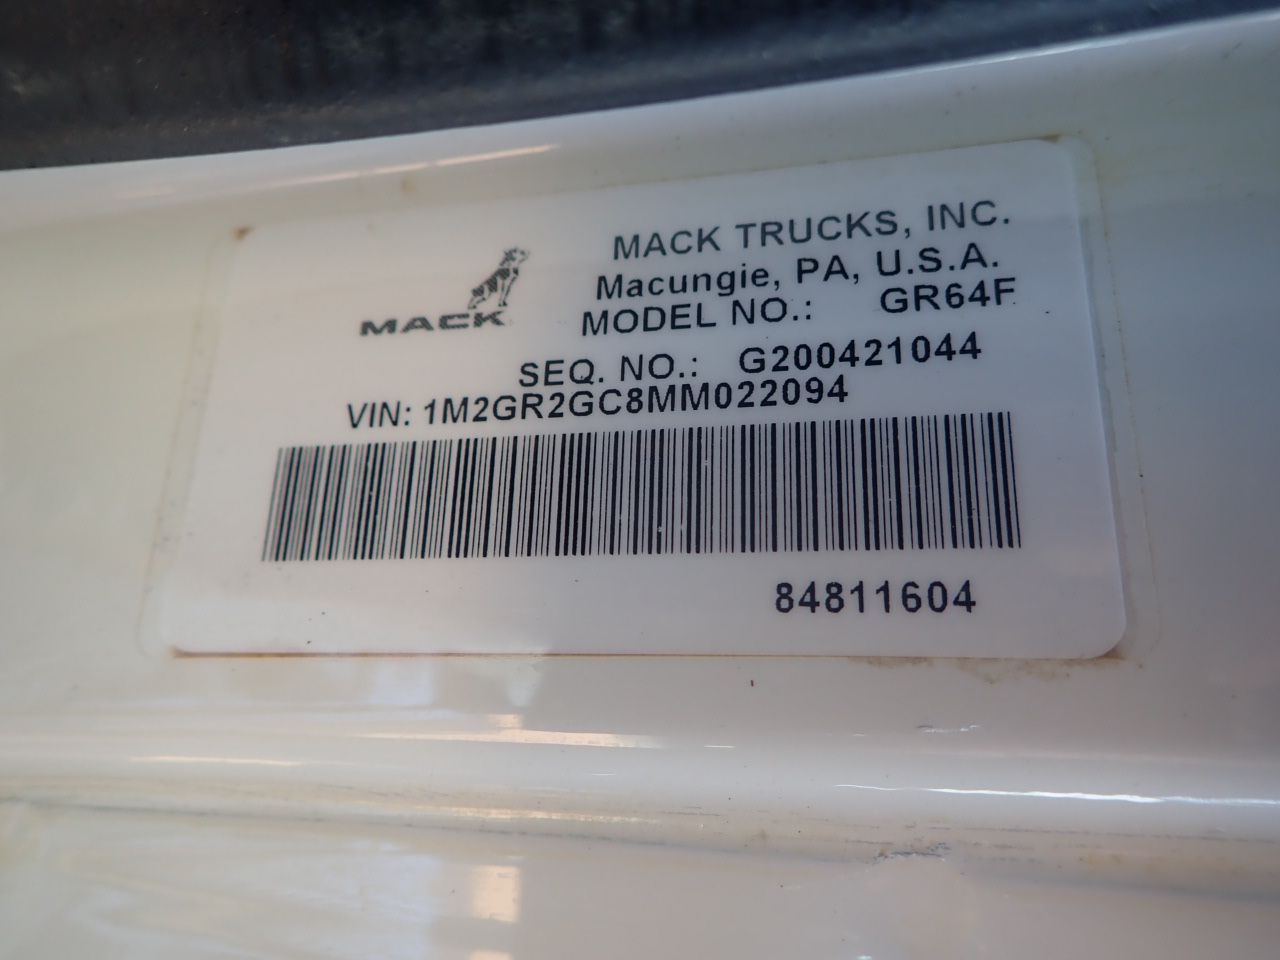 MACK TRUCKS, INC.
Macungie, PA, U.S.A.
MACK
MODEL NO.: GR64F
SEQ. NO.: G200421044
VIN: 1M2GR2GC8MM022094
84811604